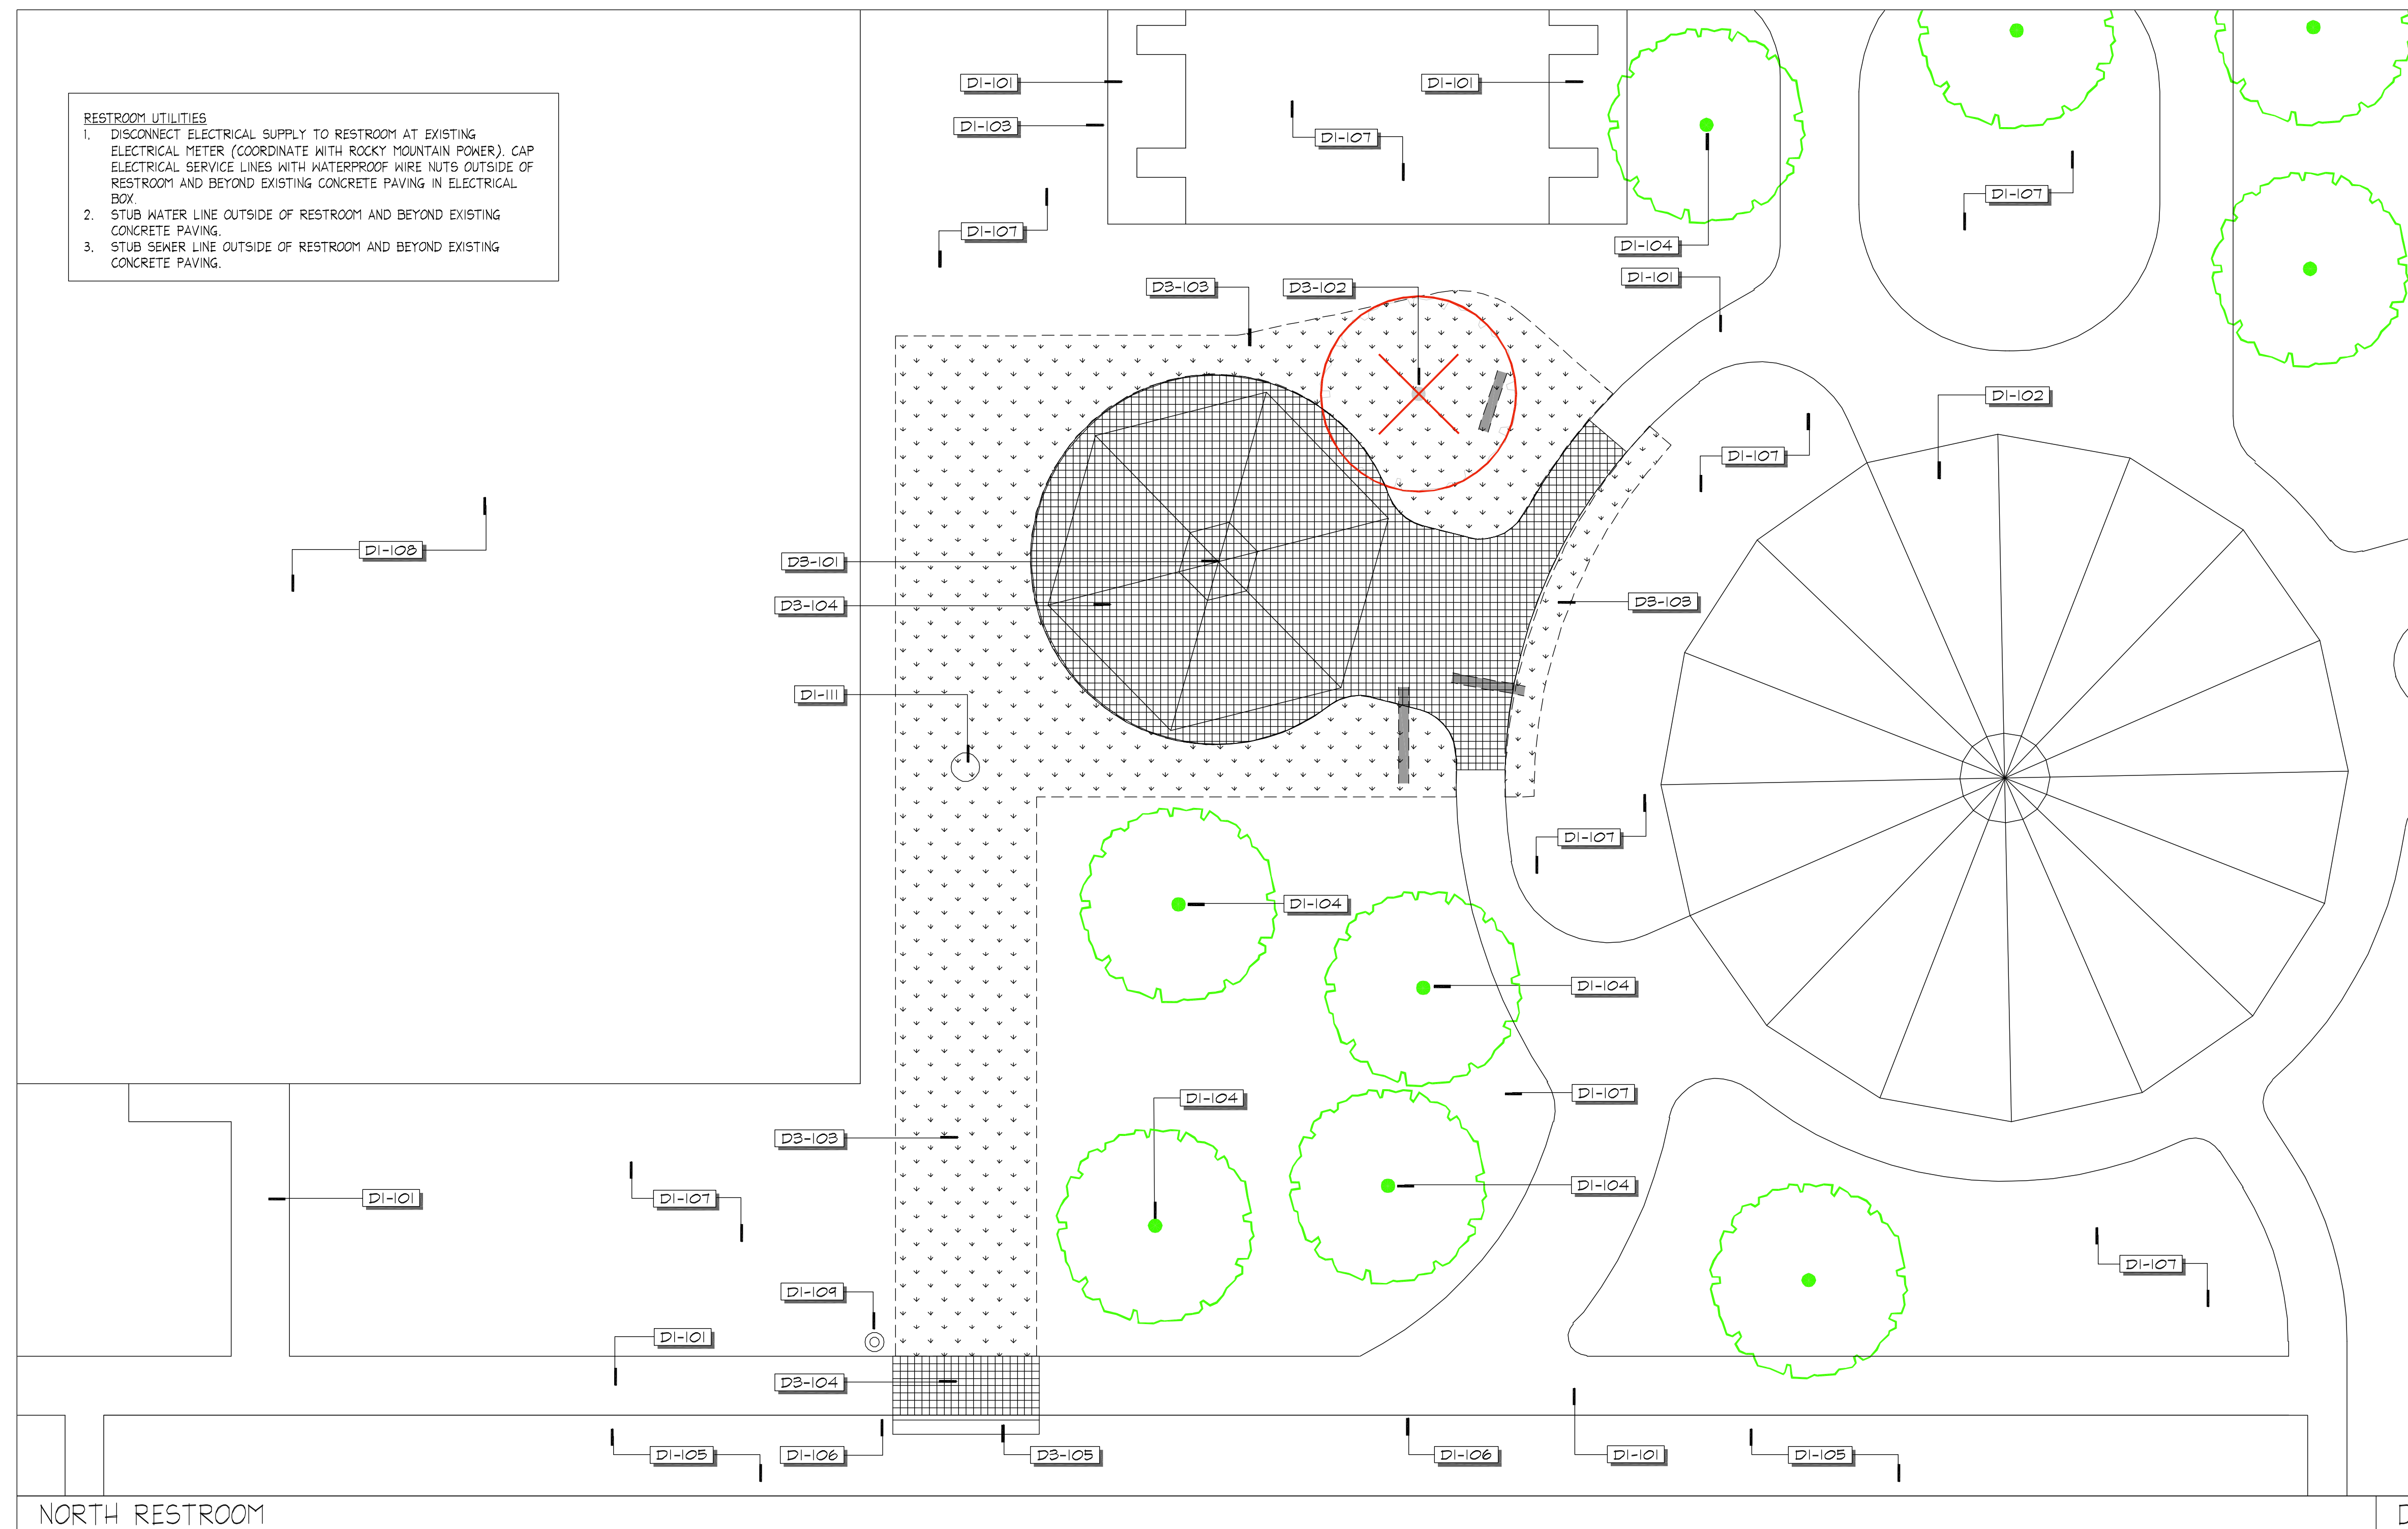 D1-101
D1-101
D1-103
D1-107
RESTROOM UTILITIES
1. DISCONNECT ELECTRICAL SUPPLY TO RESTROOM AT EXISTING
ELECTRICAL METER (COORDINATE WITH ROCKY MOUNTAIN POWER). CAP
ELECTRICAL SERVICE LINES WITH WATERPROOF WIRE NUTS OUTSIDE OF
RESTROOM AND BEYOND EXISTING CONCRETE PAVING IN ELECTRICAL
BOX.
2. STUB WATER LINE OUTSIDE OF RESTROOM AND BEYOND EXISTING
CONCRETE PAVING.
3. STUB SEWER LINE OUTSIDE OF RESTROOM AND BEYOND EXISTING
CONCRETE PAVING.
D1-107
D1-107
D1-104
D1-101
D3-103
D3-102
D1-102
D1-107
D1-108
D3-101
D3-104
D3-103
D1-111
D1-107
D1-104
D1-104
D1-107
D1-104
D3-103
D1-104
D1-101
D1-107
D1-107
D1-109
D1-101
D3-104
D1-105
D1-106
D3-105
D1-106
D1-101
D1-105
NORTH RESTROOM